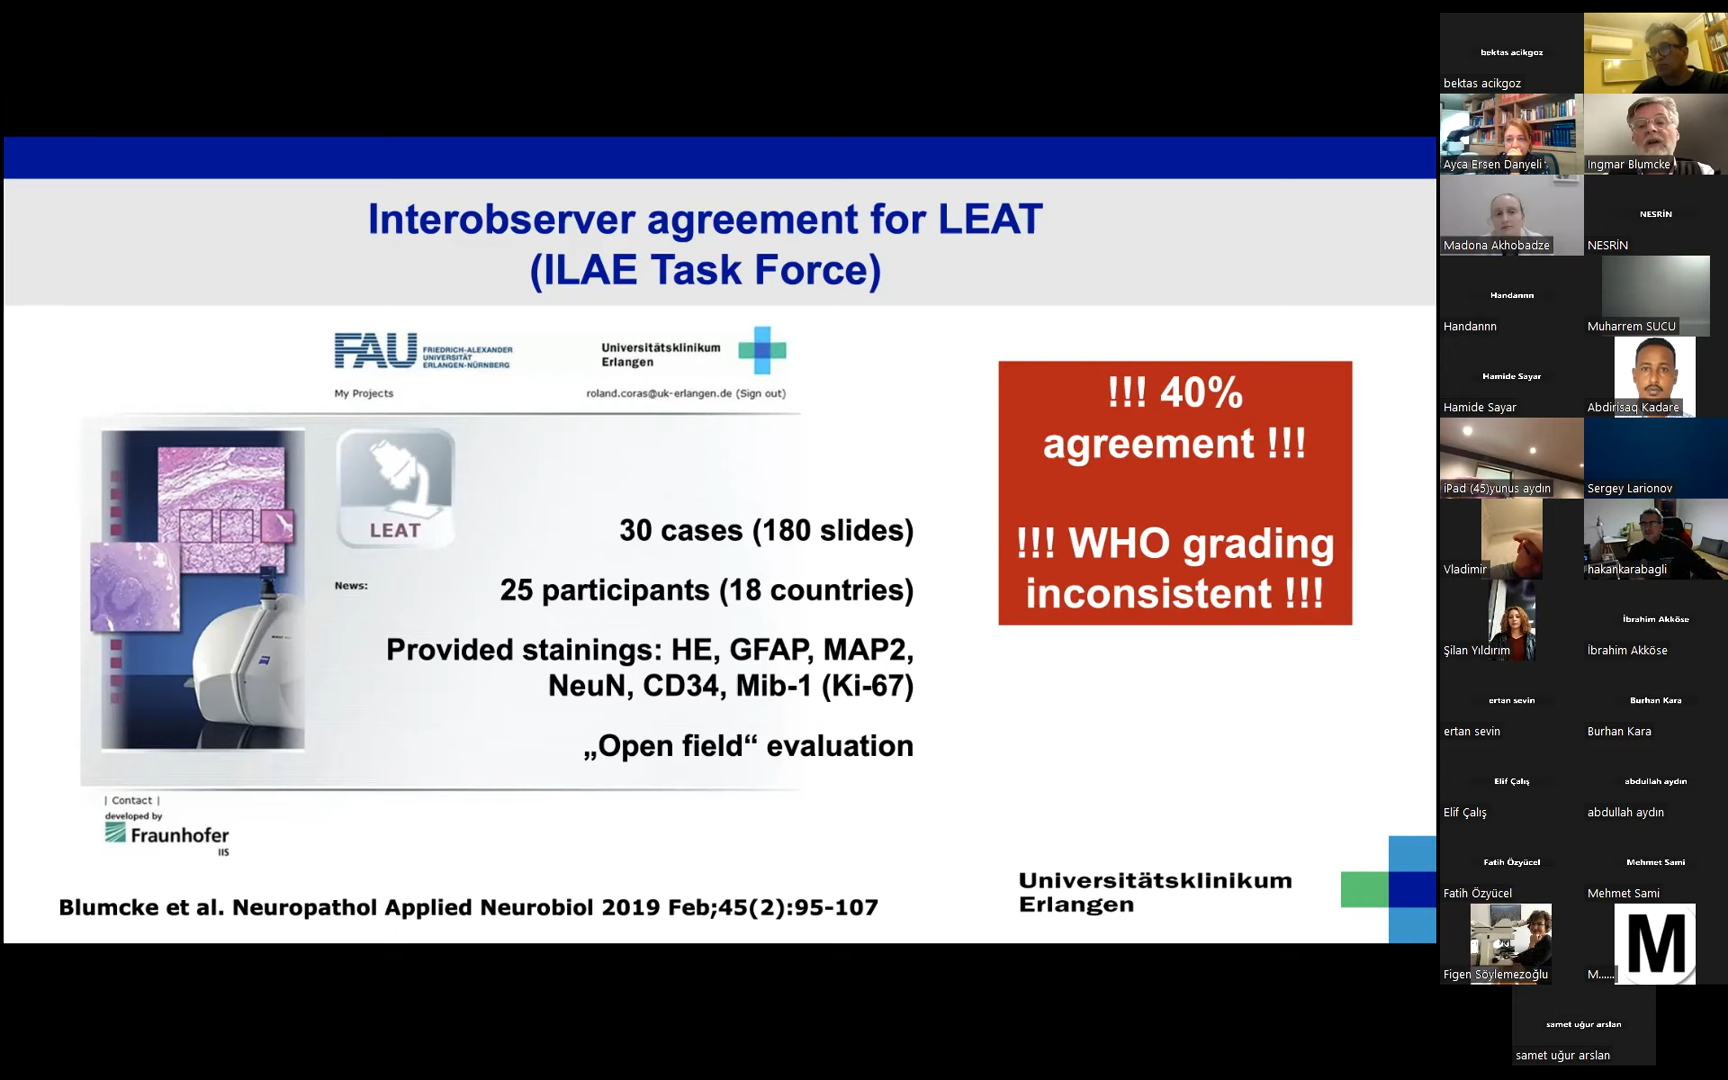 Interobserver agreement for LEAT
(ILAE Task Force)
FAU
FRIEDRICH-ALEXANDER
UNIVERSITÄT
ERLANGEN-NÜRNBERG
Universitätsklinikum
Erlangen
My Projects
roland.coras@uk-erlangen.de (Sign out)
LEAT
News:
30 cases (180 slides)
25 participants (18 countries)
Provided stainings: HE, GFAP, MAP2,
NeuN, CD34, Mib-1 (Ki-67)
„Open field“ evaluation
!!! 40%
agreement !!!
!!! WHO grading
inconsistent !!!
| Contact |
developed by
Fraunhofer
IIS
Blumcke et al. Neuropathol Applied Neurobiol 2019 Feb;45(2):95-107
Universitätsklinikum
Erlangen
bektas acikgoz
bektas acikgoz
Ayca Ersen Danyeli
Ingmar Blumcke
Madona Akhobadze
NESRİN
NESRİN
Handannn
Handannn
Muharrem SUCU
Hamide Sayar
Hamide Sayar
Abdirisaq Kadare
iPad (45)yunus aydın
Sergey Larionov
Vladimir
hakankarabagli
Şilan Yıldırım
İbrahim Akköse
İbrahim Akköse
ertan sevin
ertan sevin
Burhan Kara
Burhan Kara
Elif Çalış
Elif Çalış
abdullah aydın
abdullah aydın
Fatih Özyücel
Fatih Özyücel
Mehmet Sami
Mehmet Sami
Figen Söylemezoğlu
M
M......
samet uğur arslan
samet uğur arslan